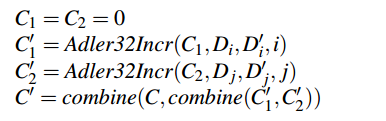 C₁ = C₂ = 0
C′₁ = Adler32Incr(C₁, Dᵢ, D′ᵢ, i)
C′₂ = Adler32Incr(C₂, Dⱼ, D′ⱼ, j)
C′ = combine(C, combine(C′₁, C′₂))